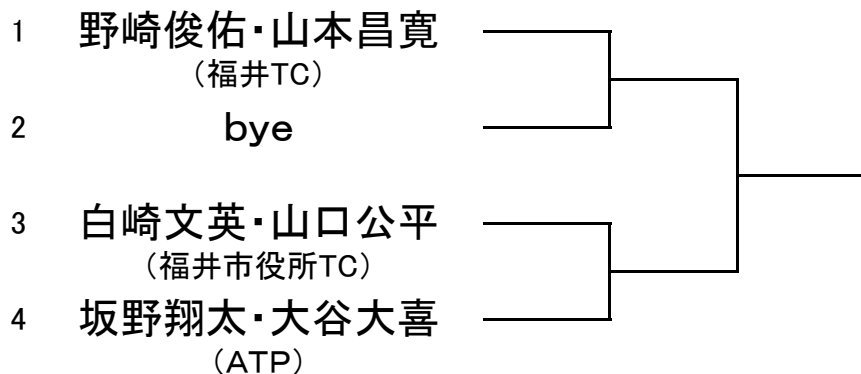 1 野崎俊佑・山本昌寛
（福井TC）
2 bye
3 白崎文英・山口公平
（福井市役所TC）
4 坂野翔太・大谷大喜
（ATP）